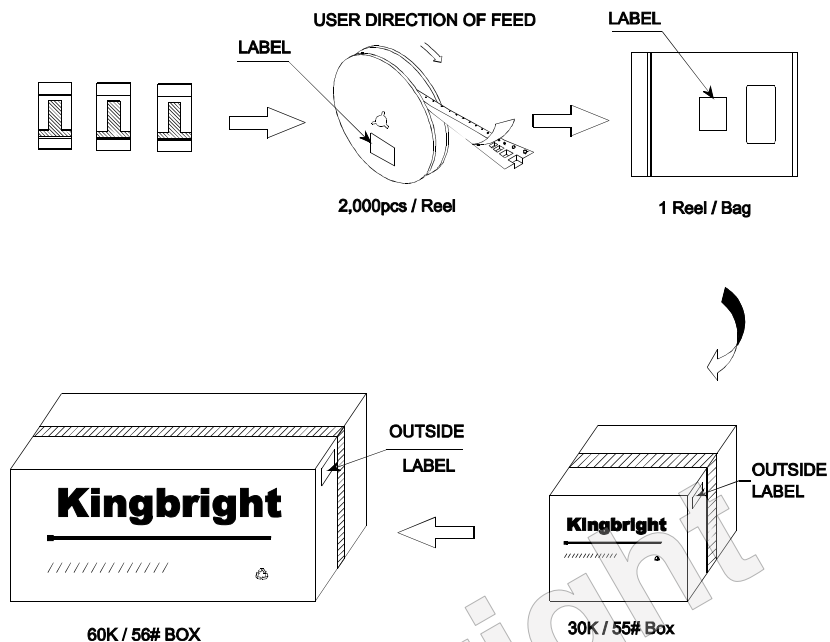 USER DIRECTION OF FEED
LABEL
LABEL
2,000pcs / Reel
1 Reel / Bag
OUTSIDE
LABEL
Kingbright
60K / 56# BOX
OUTSIDE
LABEL
Kingbright
30K / 55# Box